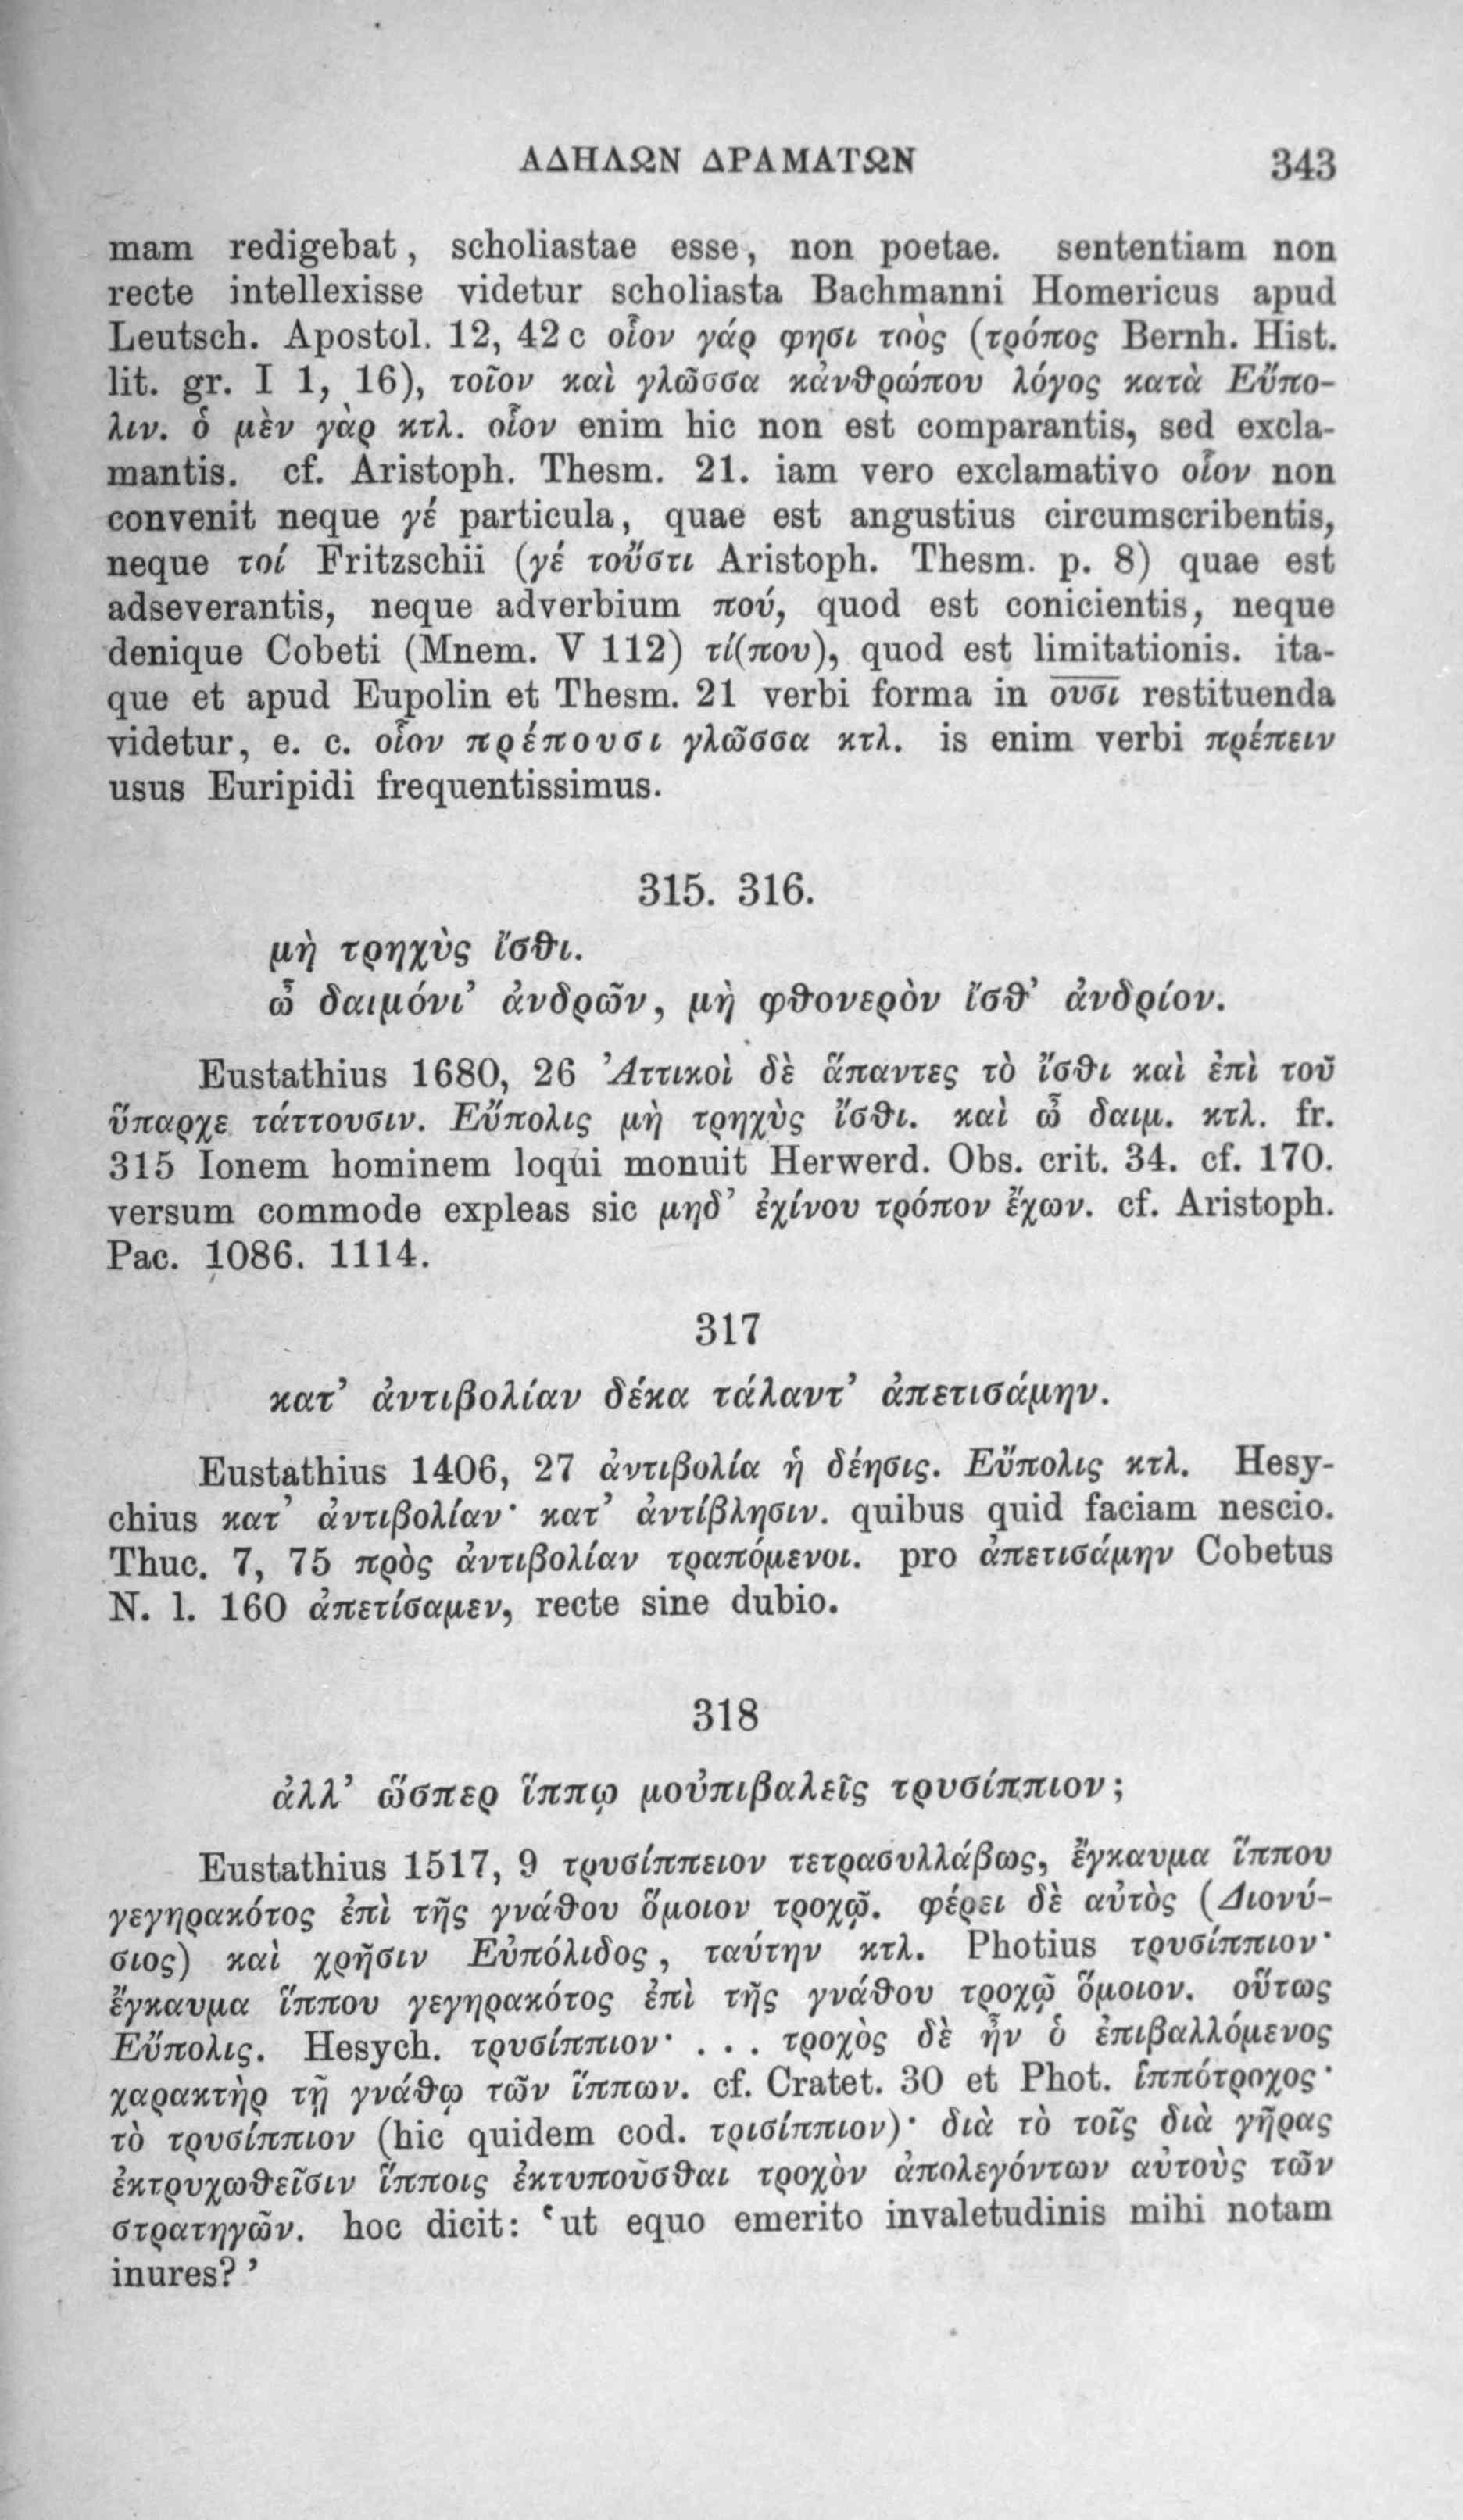 ΑΔΗΛΩΝ ΔΡΑΜΑΤΩΝ 343
mam redigebat, scholiastae esse, non poetae. sententiam non
recte intellexisse videtur scholiasta Bachmanni Homericus apud
Leutsch. Apostol. 12, 42 c οἷον γάρ φησι τοὸς (τρόπος Bernh. Hist.
lit. gr. I 1, 16), τοῖον καὶ γλῶσσα κἀνθρώπου λόγος κατὰ Εὔπο-
λιν. ὁ μὲν γὰρ κτλ. οἷον enim hic non est comparantis, sed excla-
mantis. cf. Aristoph. Thesm. 21. iam vero exclamativo οἷον non
convenit neque γέ particula, quae est angustius circumscribentis,
neque τοί Fritzschii (γέ τοὔστι Aristoph. Thesm. p. 8) quae est
adseverantis, neque adverbium πού, quod est conicientis, neque
denique Cobeti (Mnem. V 112) τί(που), quod est limitationis. ita-
que et apud Eupolin et Thesm. 21 verbi forma in ουσι restituenda
videtur, e. c. οἷον πρέπουσι γλῶσσα κτλ. is enim verbi πρέπειν
usus Euripidi frequentissimus.
315. 316.
μὴ τρηχὺς ἴσθι.
ὦ δαιμόνι’ ἀνδρῶν, μὴ φθονερὸν ἴσθ’ ἀνδρίον.
Eustathius 1680, 26 Ἀττικοὶ δὲ ἅπαντες τὸ ἴσθι καὶ ἐπὶ τοῦ
ὕπαρχε τάττουσιν. Εὔπολις μὴ τρηχὺς ἴσθι. καὶ ὦ δαιμ. κτλ. fr.
315 Ionem hominem loqui monuit Herwerd. Obs. crit. 34. cf. 170.
versum commode expleas sic μηδ’ ἐχίνου τρόπον ἔχων. cf. Aristoph.
Pac. 1086. 1114.
317
κατ’ ἀντιβολίαν δέκα τάλαντ’ ἀπετισάμην.
Eustathius 1406, 27 ἀντιβολία ἡ δέησις. Εὔπολις κτλ. Hesy-
chius κατ’ ἀντιβολίαν· κατ’ ἀντίβλησιν. quibus quid faciam nescio.
Thuc. 7, 75 πρὸς ἀντιβολίαν τραπόμενοι. pro ἀπετισάμην Cobetus
N. l. 160 ἀπετίσαμεν, recte sine dubio.
318
ἀλλ’ ὥσπερ ἵππῳ μοὐπιβαλεῖς τρυσίππιον;
Eustathius 1517, 9 τρυσίππειον τετρασυλλάβως, ἔγκαυμα ἵππου
γεγηρακότος ἐπὶ τῆς γνάθου ὅμοιον τροχῷ. φέρει δὲ αὐτὸς (Διονύ-
σιος) καὶ χρῆσιν Εὐπόλιδος, ταύτην κτλ. Photius τρυσίππιον·
ἔγκαυμα ἵππου γεγηρακότος ἐπὶ τῆς γνάθου τροχῷ ὅμοιον. οὕτως
Εὔπολις. Hesych. τρυσίππιον· . . . τροχὸς δὲ ἦν ὁ ἐπιβαλλόμενος
χαρακτὴρ τῇ γνάθῳ τῶν ἵππων. cf. Cratet. 30 et Phot. ἱππότροχος·
τὸ τρυσίππιον (hic quidem cod. τρισίππιον)· διὰ τὸ τοῖς διὰ γῆρας
ἐκτρυχωθεῖσιν ἵπποις ἐκτυποῦσθαι τροχὸν ἀπολεγόντων αὐτοὺς τῶν
στρατηγῶν. hoc dicit: ‘ut equo emerito invaletudinis mihi notam
inures?’